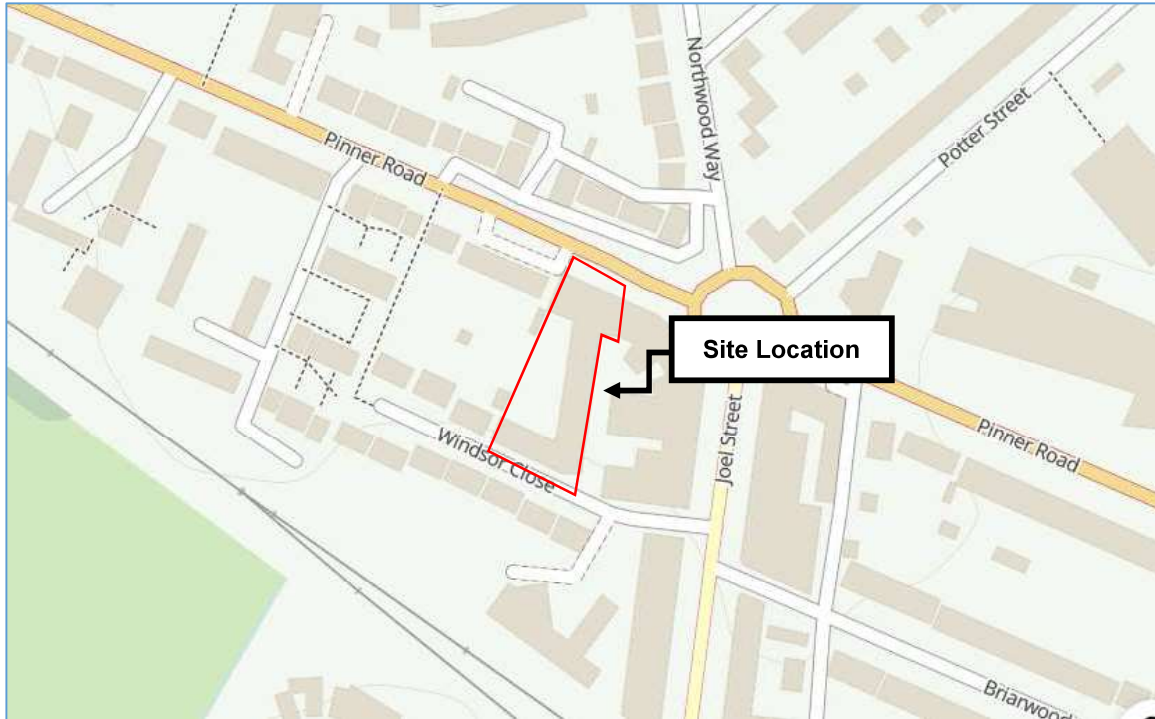 Northwood Way
Potter Street
Pinner Road
Site Location
Joel Street
Pinner Road
Windsor Close
Briarwood